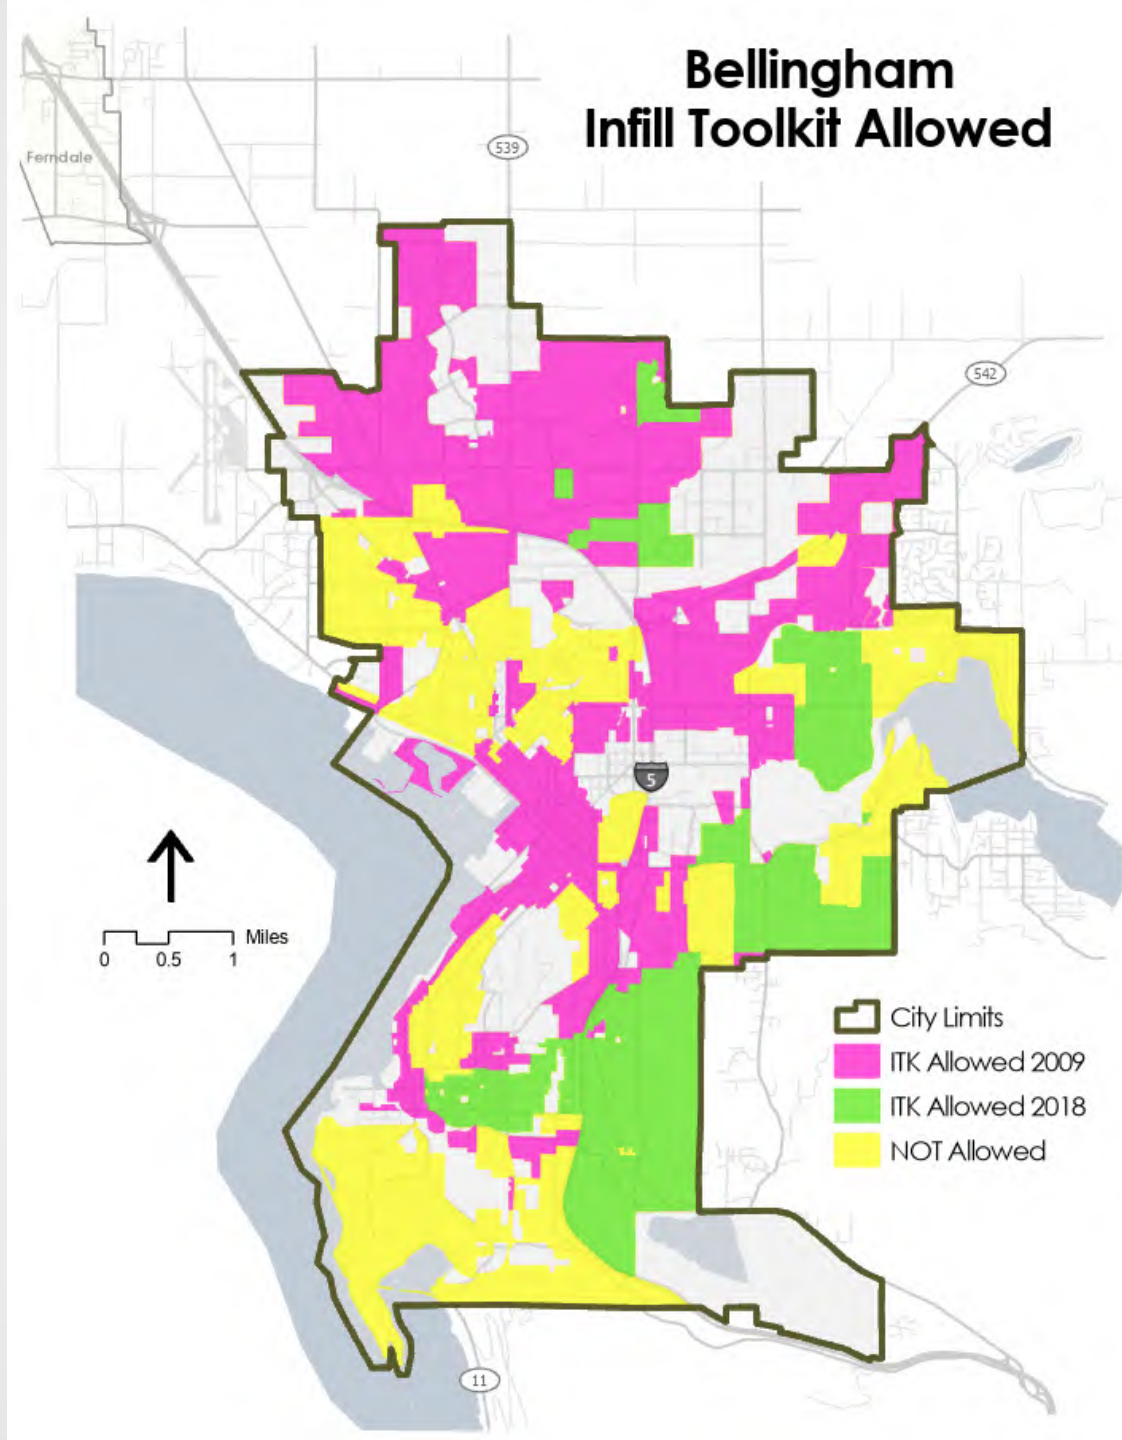 Bellingham
Infill Toolkit Allowed
539
Ferndale
542
5
Miles
0 0.5 1
City Limits
ITK Allowed 2009
ITK Allowed 2018
NOT Allowed
11